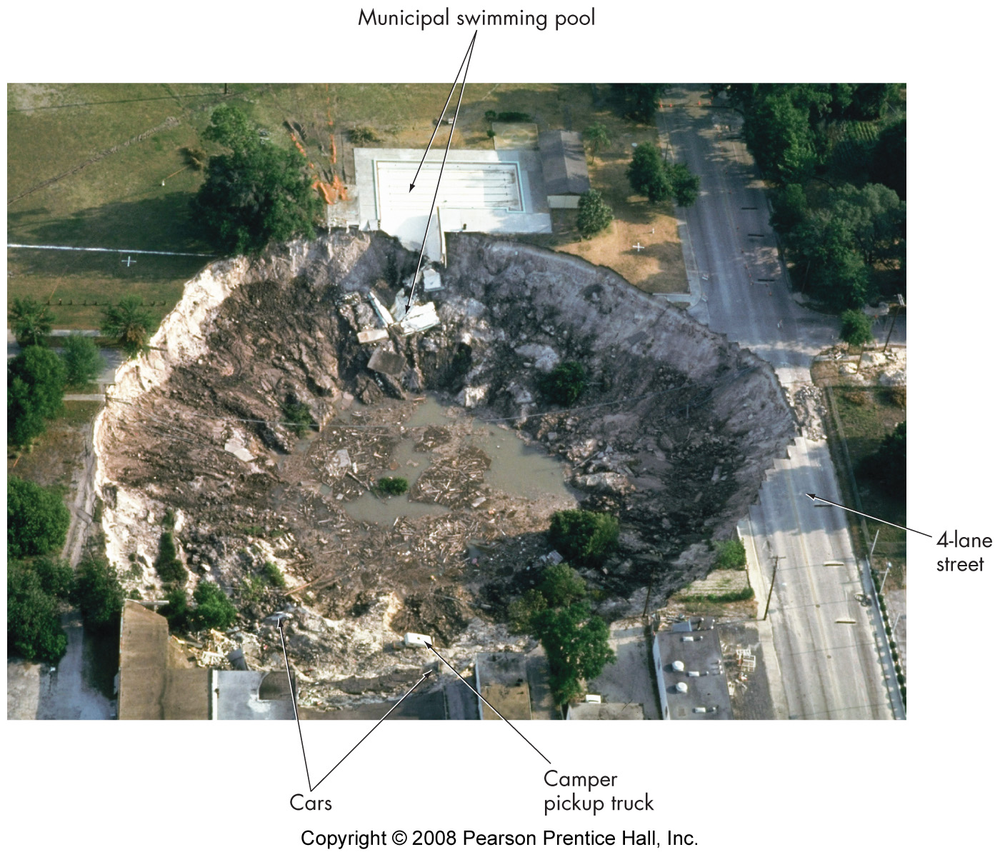 Municipal swimming pool
4-lane
street
Camper
pickup truck
Cars
Copyright © 2008 Pearson Prentice Hall, Inc.